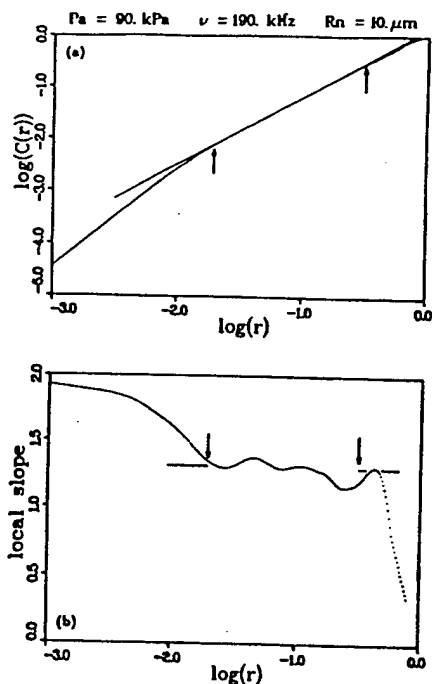 Pa = 90. kPa ν = 190. kHz Rn = 10. μm
(a)
log(C(r))
0.0
-1.0
-2.0
-3.0
-4.0
-5.0
-3.0 -2.0 -1.0 0.0
log(r)
(b)
local slope
2.0
1.5
1.0
0.5
0.0
-3.0 -2.0 -1.0 0.0
log(r)